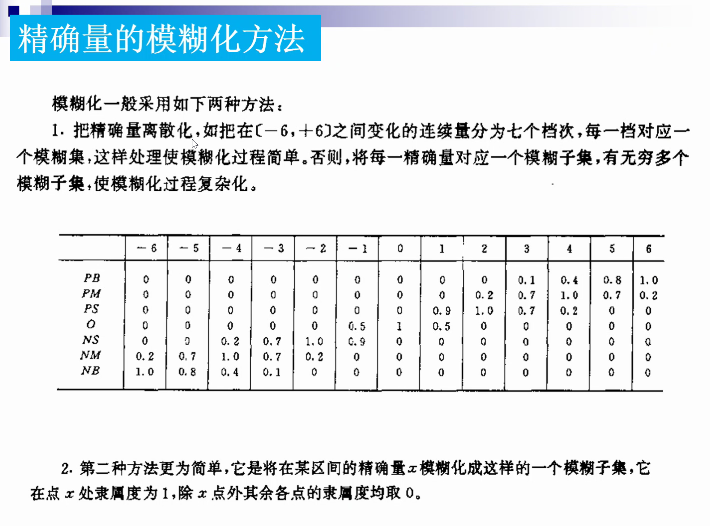 精确量的模糊化方法
模糊化一般采用如下两种方法：
1. 把精确量离散化，如把在〔－6，＋6〕之间变化的连续量分为七个档次，每一档对应一
个模糊集，这样处理使模糊化过程简单。否则，将每一精确量对应一个模糊子集，有无穷多个
模糊子集，使模糊化过程复杂化。
－6 －5 －4 －3 －2 －1 0 1 2 3 4 5 6
PB 0 0 0 0 0 0 0 0 0 0.1 0.4 0.8 1.0
PM 0 0 0 0 0 0 0 0 0.2 0.7 1.0 0.7 0.2
PS 0 0 0 0 0 0 0 0.9 1.0 0.7 0.2 0 0
O 0 0 0 0 0 0.5 1 0.5 0 0 0 0 0
NS 0 0 0.2 0.7 1.0 0.9 0 0 0 0 0 0 0
NM 0.2 0.7 1.0 0.7 0.2 0 0 0 0 0 0 0 0
NB 1.0 0.8 0.4 0.1 0 0 0 0 0 0 0 0 0
2. 第二种方法更为简单，它是将在某区间的精确量x模糊化成这样的一个模糊子集，它
在点 x 处隶属度为 1，除 x 点外其余各点的隶属度均取 0。